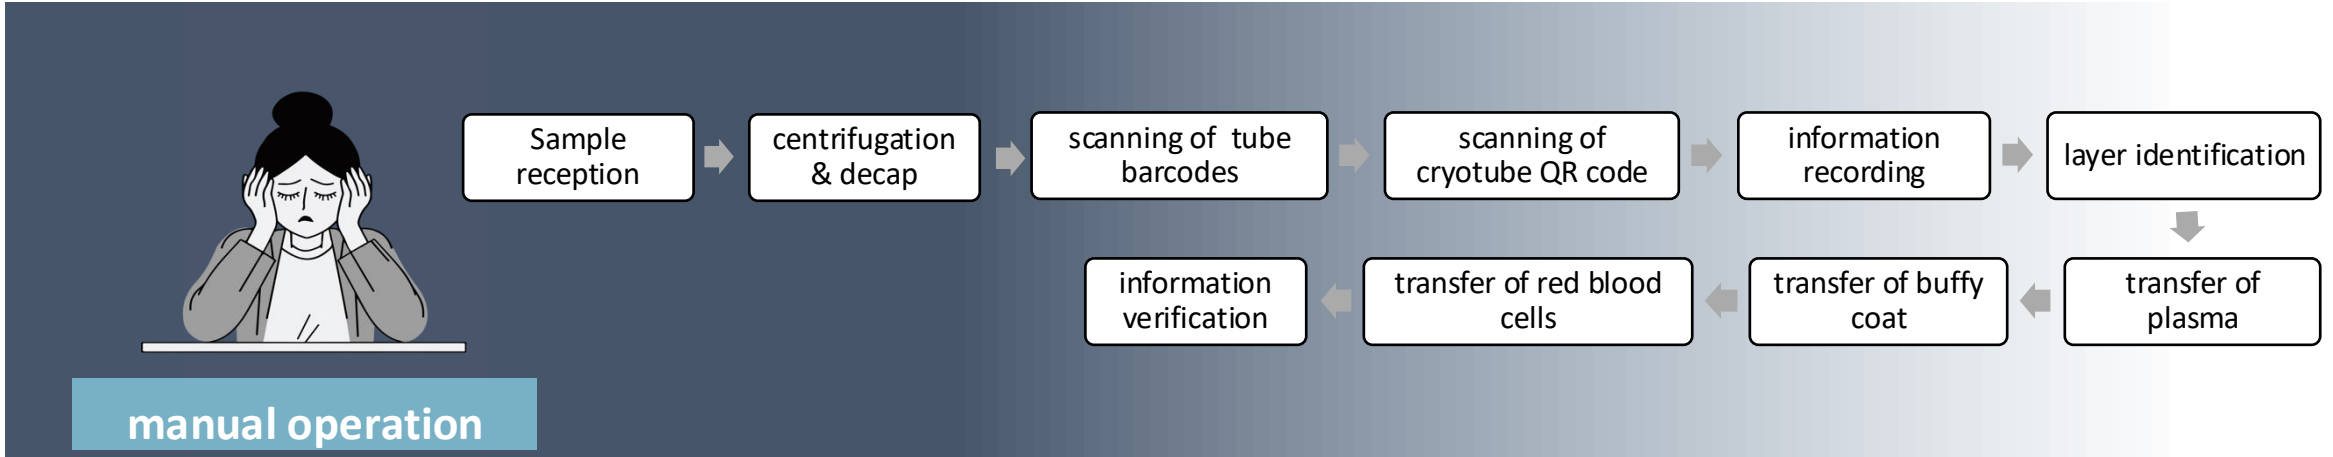 Sample
reception
centrifugation
& decap
scanning of tube
barcodes
scanning of
cryotube QR code
information
recording
layer identification
transfer of
plasma
transfer of buffy
coat
transfer of red blood
cells
information
verification
manual operation